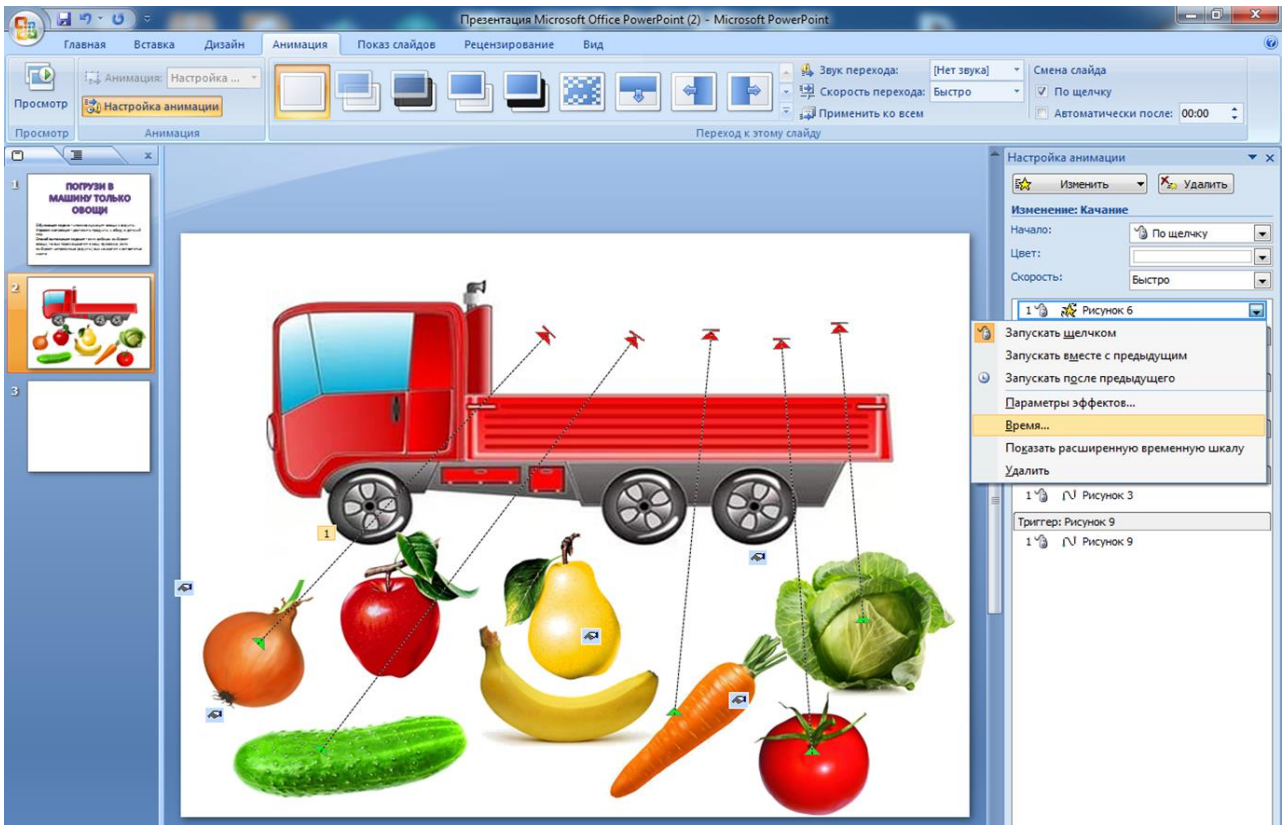 Презентация Microsoft Office PowerPoint (2) - Microsoft PowerPoint
Главная Вставка Дизайн Анимация Показ слайдов Рецензирование Вид
Просмотр
Анимация: Настройка ...
Настройка анимации
Звук перехода: [Нет звука]
Скорость перехода: Быстро
Применить ко всем
Смена слайда
По щелчку
Автоматически после: 00:00
Просмотр Анимация Переход к этому слайду
1
ПОГРУЗИ В
МАШИНУ ТОЛЬКО
ОВОЩИ
2
3
1
Настройка анимации
Изменить Удалить
Изменение: Качание
Начало: По щелчку
Цвет:
Скорость: Быстро
1 Рисунок 6
Запускать щелчком
Запускать вместе с предыдущим
Запускать после предыдущего
Параметры эффектов...
Время...
Показать расширенную временную шкалу
Удалить
1 Рисунок 3
Триггер: Рисунок 9
1 Рисунок 9